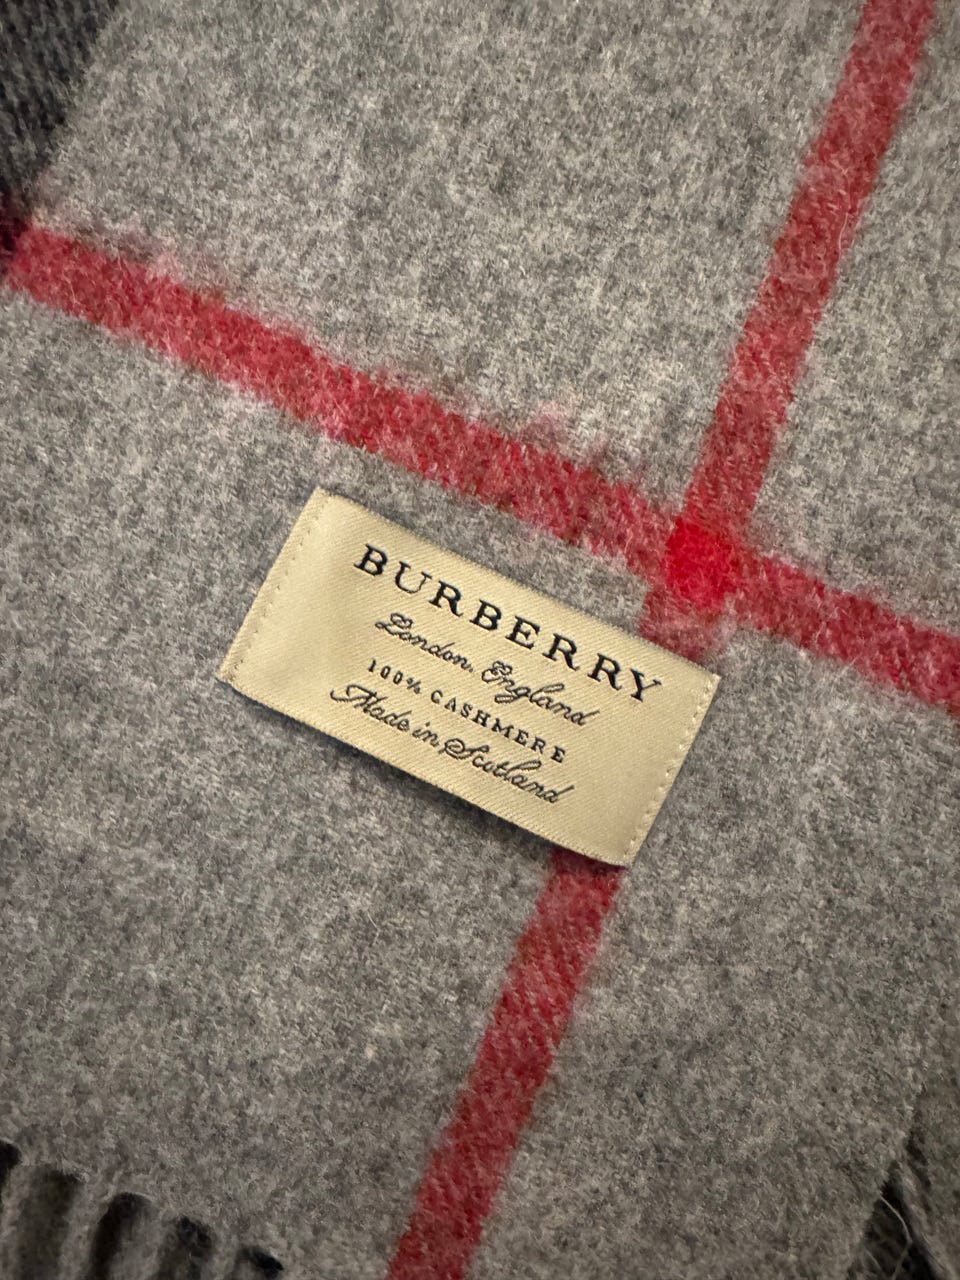 BURBERRY
London, England
100% CASHMERE
Made in Scotland